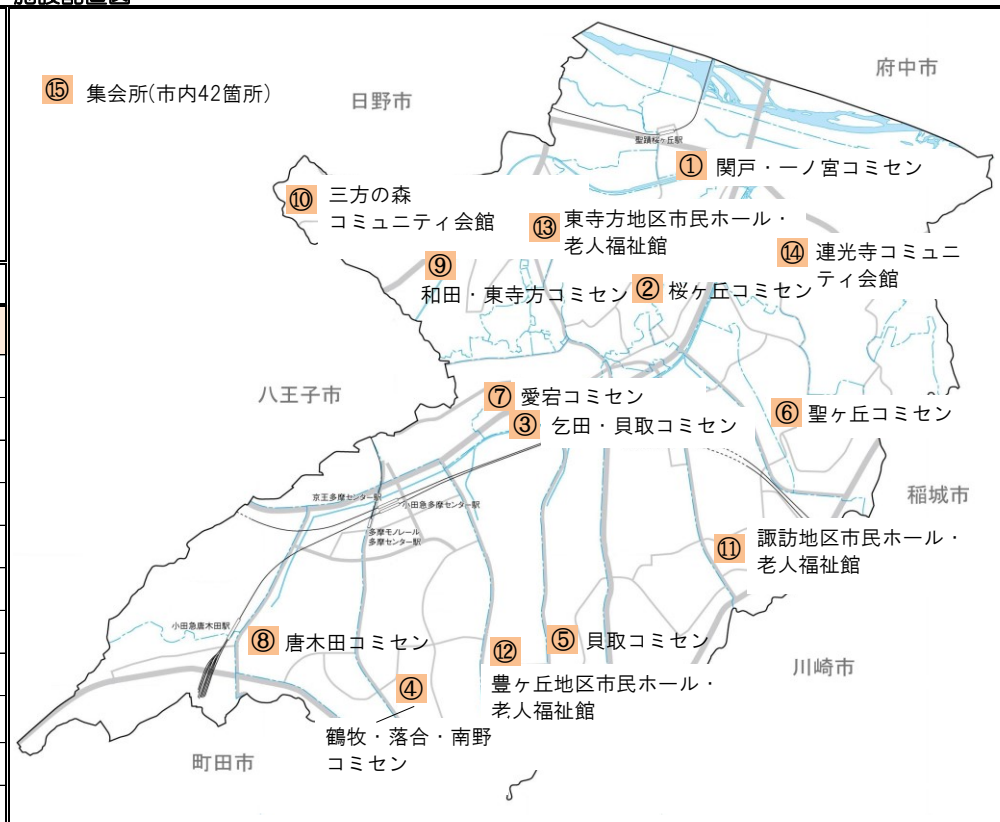 施設配置図
府中市
⑮ 集会所(市内42箇所)
日野市
聖蹟桜ヶ丘駅
① 関戸・一ノ宮コミセン
⑩ 三方の森
コミュニティ会館
⑬ 東寺方地区市民ホール・
老人福祉館
⑭ 連光寺コミュニ
ティ会館
⑨
和田・東寺方コミセン
② 桜ヶ丘コミセン
八王子市
⑦ 愛宕コミセン
③ 乞田・貝取コミセン
⑥ 聖ヶ丘コミセン
稲城市
京王多摩センター駅
小田急多摩センター駅
多摩モノレール
多摩センター駅
⑪ 諏訪地区市民ホール・
老人福祉館
小田急唐木田駅
⑧ 唐木田コミセン
⑤ 貝取コミセン
⑫
豊ヶ丘地区市民ホール・
老人福祉館
川崎市
④
鶴牧・落合・南野
コミセン
町田市